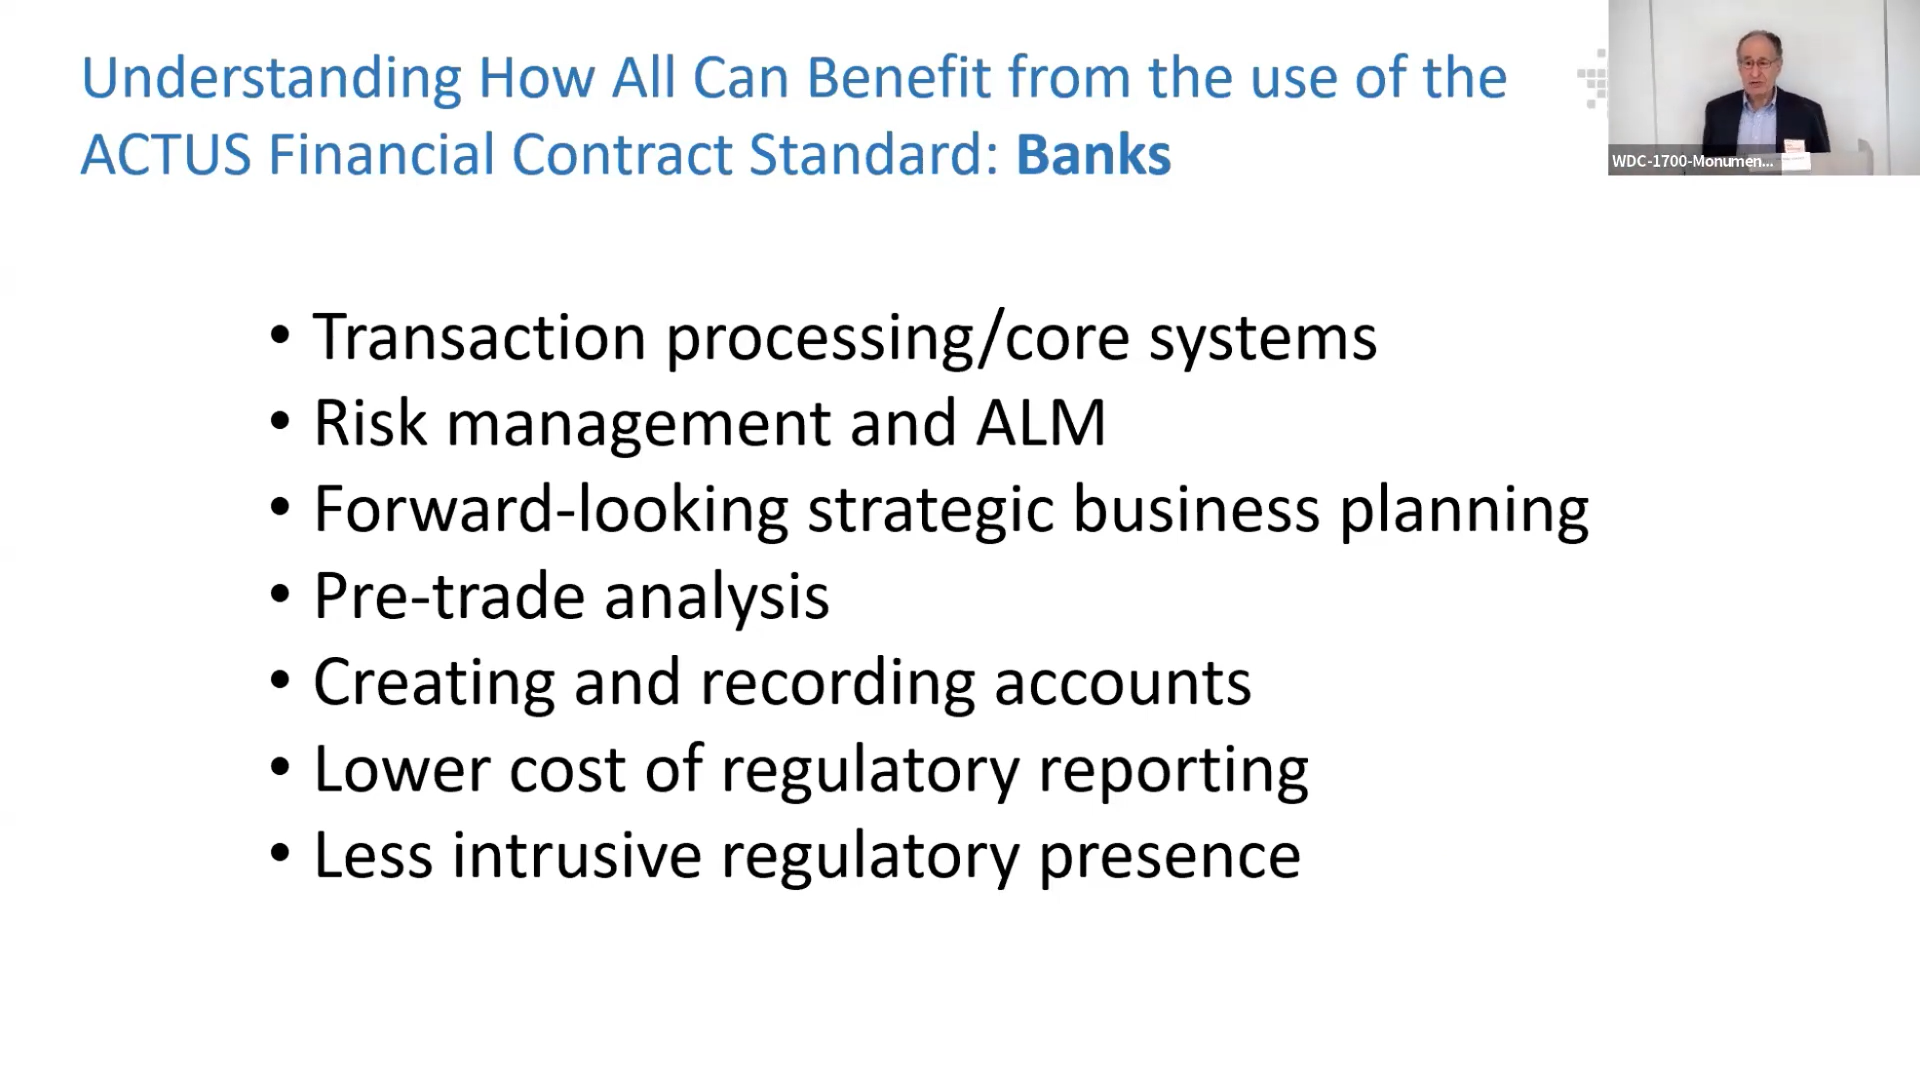 Understanding How All Can Benefit from the use of the
ACTUS Financial Contract Standard: Banks
WDC-1700-Monumen...
• Transaction processing/core systems
• Risk management and ALM
• Forward-looking strategic business planning
• Pre-trade analysis
• Creating and recording accounts
• Lower cost of regulatory reporting
• Less intrusive regulatory presence